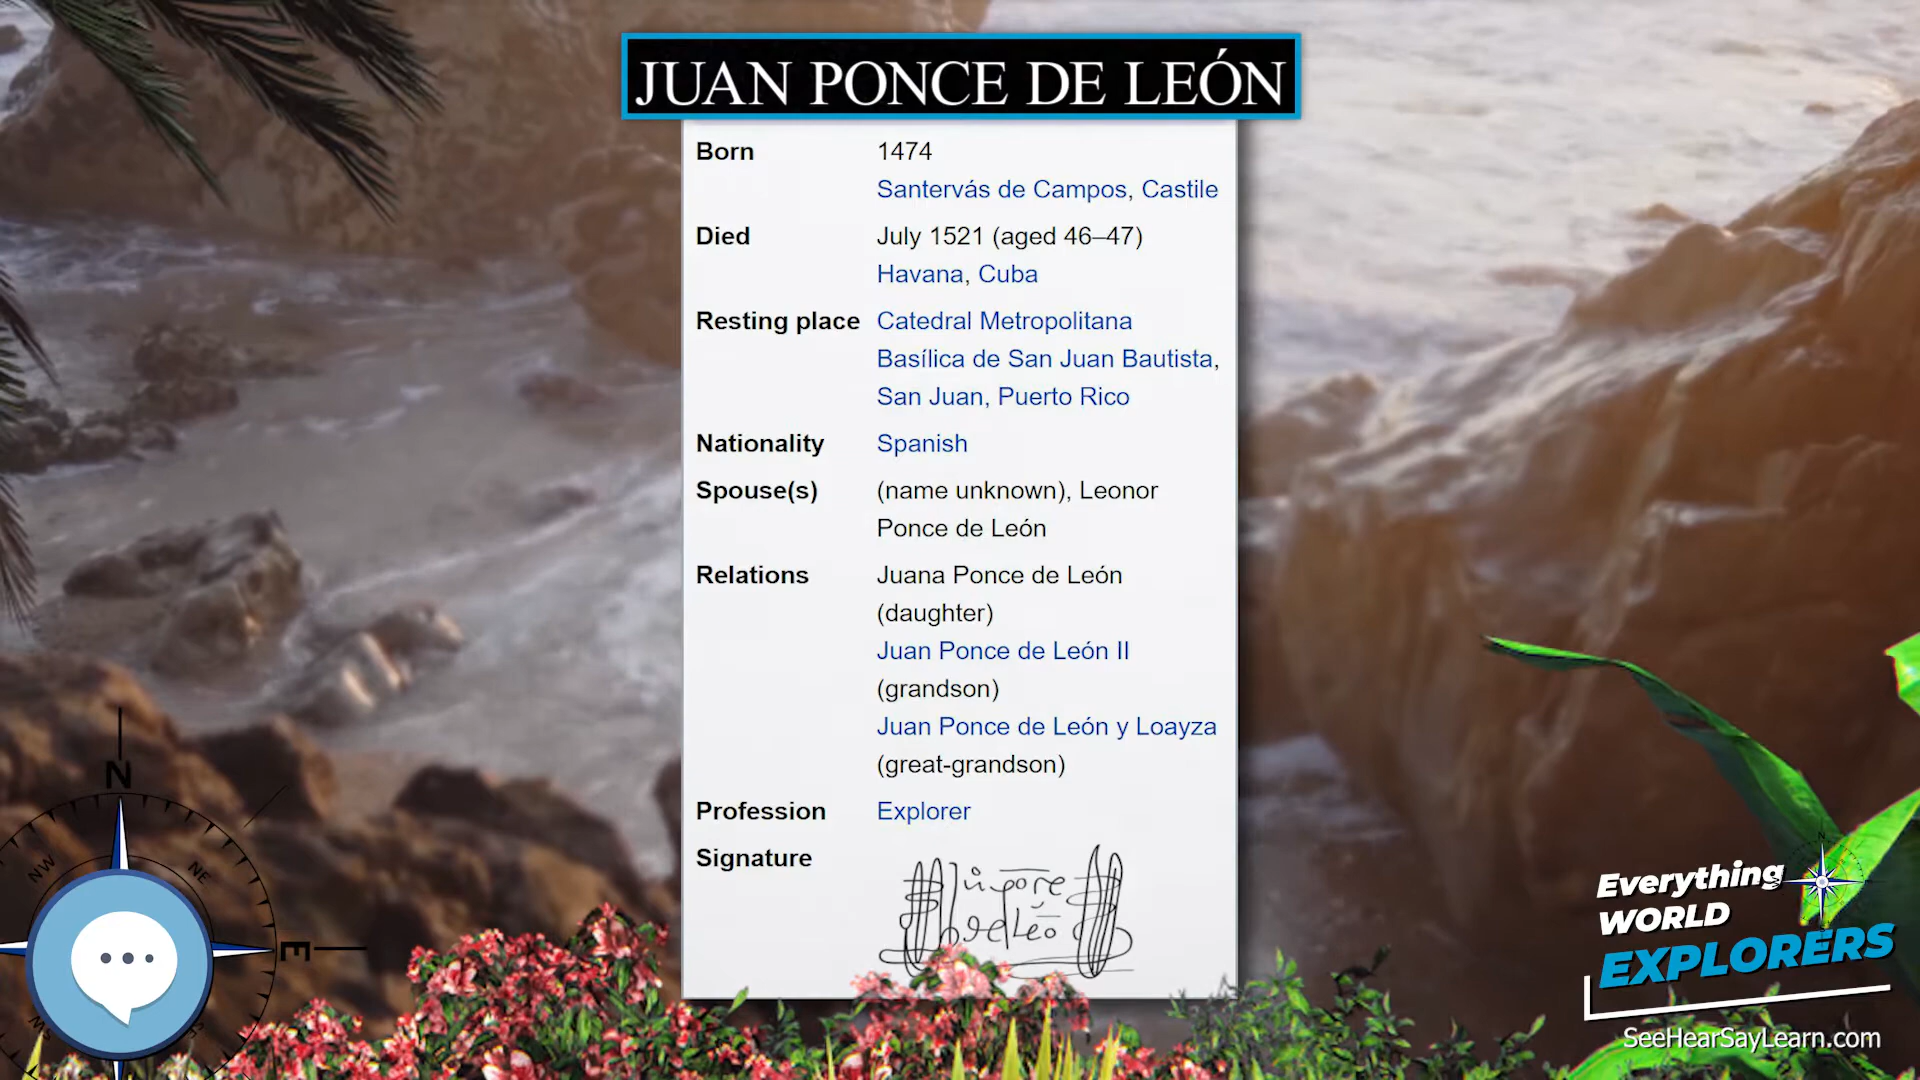 JUAN PONCE DE LEÓN
Born 1474
Santervás de Campos, Castile
Died July 1521 (aged 46–47)
Havana, Cuba
Resting place Catedral Metropolitana
Basílica de San Juan Bautista,
San Juan, Puerto Rico
Nationality Spanish
Spouse(s) (name unknown), Leonor
Ponce de León
Relations Juana Ponce de León
(daughter)
Juan Ponce de León II
(grandson)
Juan Ponce de León y Loayza
(great-grandson)
Profession Explorer
Signature
N
NW
NE
E
Everything
WORLD
EXPLORERS
SeeHearSayLearn.com